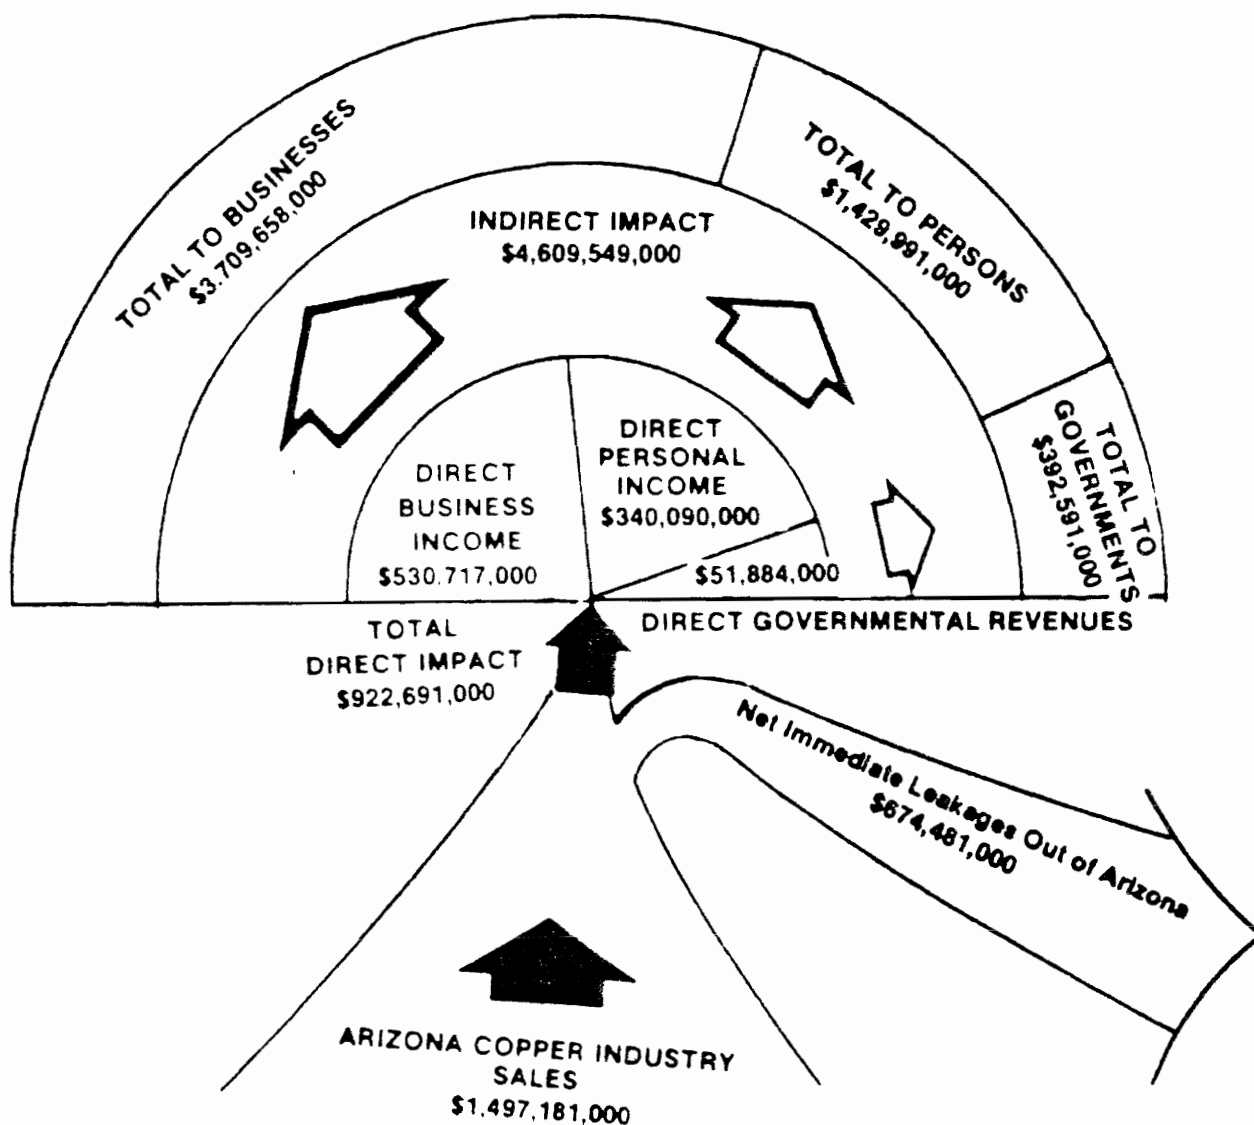 TOTAL TO BUSINESSES
$3.709,658,000
TOTAL TO PERSONS
$1,429,991,000
INDIRECT IMPACT
$4,609,549,000
TOTAL TO
GOVERNMENTS
$392,591,000
DIRECT
BUSINESS
INCOME
$530.717,000
DIRECT
PERSONAL
INCOME
$340,090,000
$51,884,000
DIRECT GOVERNMENTAL REVENUES
TOTAL
DIRECT IMPACT
$922,691,000
Net Immediate Leakages Out of Arizona
$674,481,000
ARIZONA COPPER INDUSTRY
SALES
$1,497,181,000